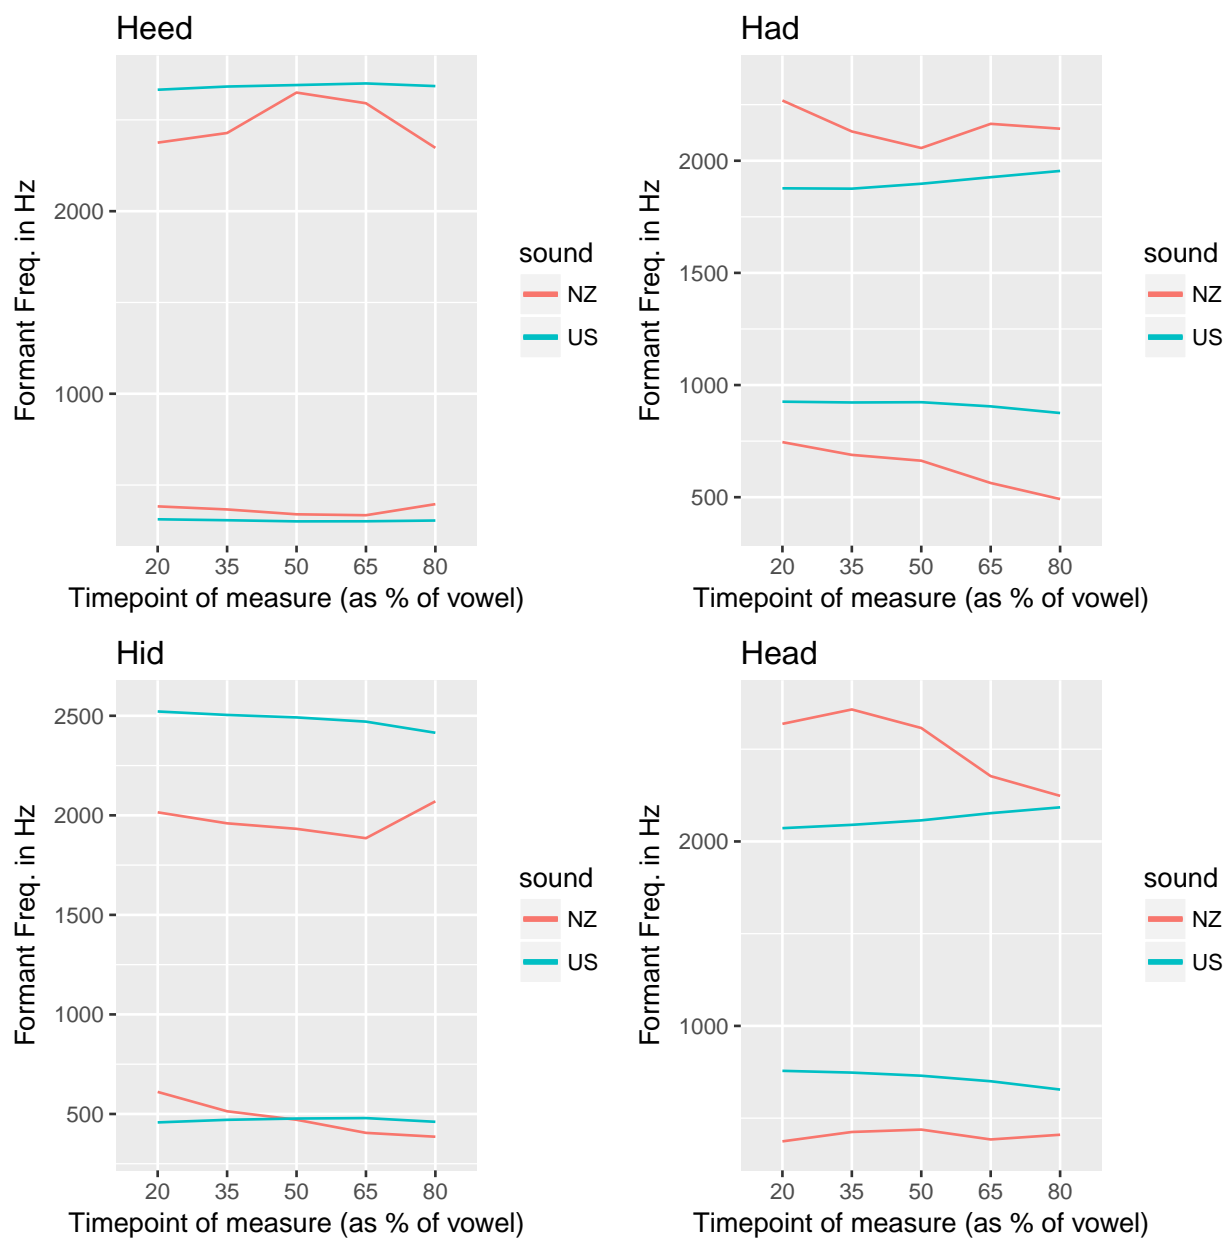 Heed
Formant Freq. in Hz
2000
1000
20 35 50 65 80
Timepoint of measure (as % of vowel)
sound
NZ
US
Had
Formant Freq. in Hz
2000
1500
1000
500
20 35 50 65 80
Timepoint of measure (as % of vowel)
sound
NZ
US
Hid
Formant Freq. in Hz
2500
2000
1500
1000
500
20 35 50 65 80
Timepoint of measure (as % of vowel)
sound
NZ
US
Head
Formant Freq. in Hz
2000
1000
20 35 50 65 80
Timepoint of measure (as % of vowel)
sound
NZ
US